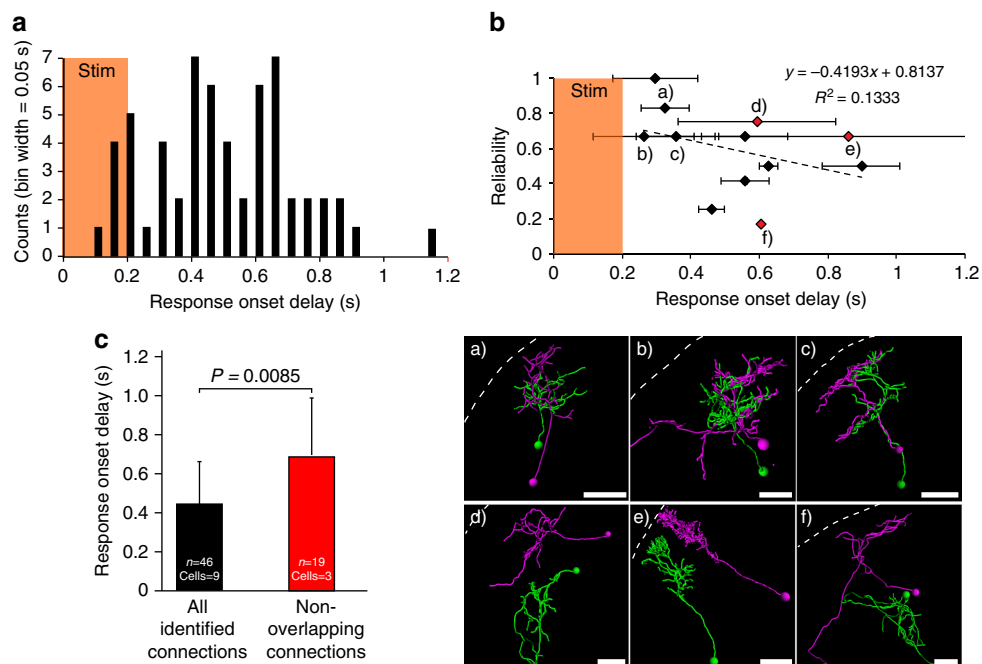 a
Counts (bin width = 0.05 s)
7
6
5
4
3
2
1
0
Stim
0
0.2
0.4
0.6
0.8
1
1.2
Response onset delay (s)
b
Reliability
1
0.8
0.6
0.4
0.2
0
Stim
y = −0.4193x + 0.8137
R² = 0.1333
a)
d)
b)
c)
e)
f)
0
0.2
0.4
0.6
0.8
1
1.2
Response onset delay (s)
c
Response onset delay (s)
1.2
1.0
0.8
0.6
0.4
0.2
0
P = 0.0085
n=46
Cells=9
n=19
Cells=3
All
identified
connections
Non-
overlapping
connections
a)
b)
c)
d)
e)
f)